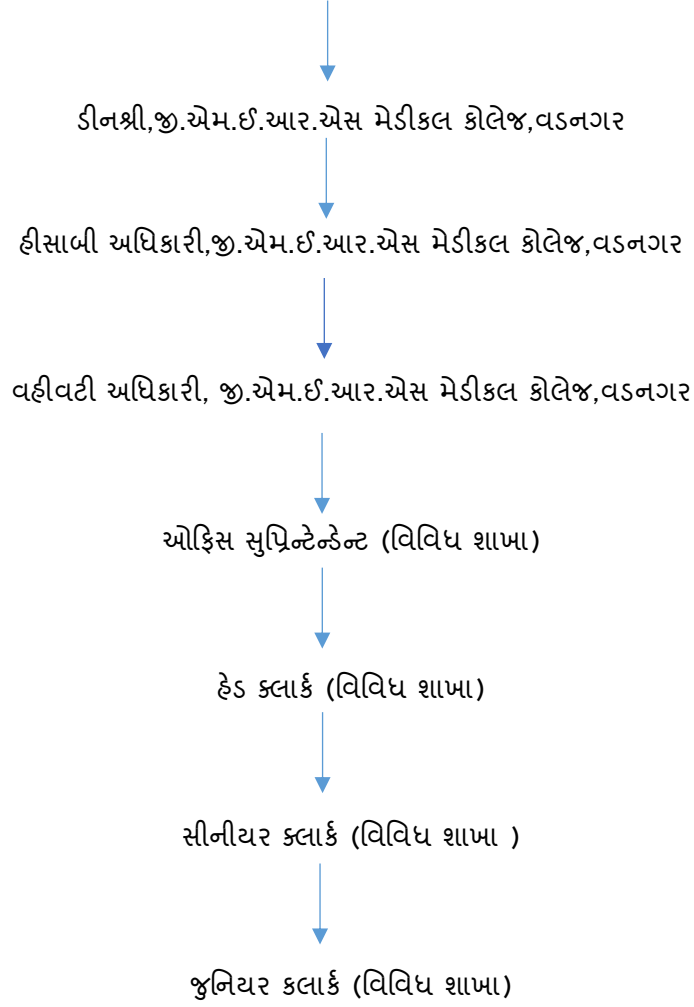 ડીનશ્રી,જી.એમ.ઈ.આર.એસ મેડીકલ કોલેજ,વડનગર
હીસાબી અધિકારી,જી.એમ.ઈ.આર.એસ મેડીકલ કોલેજ,વડનગર
વહીવટી અધિકારી, જી.એમ.ઈ.આર.એસ મેડીકલ કોલેજ,વડનગર
ઓફિસ સુપ્રિન્ટેન્ડેન્ટ (વિવિધ શાખા)
હેડ ક્લાર્ક (વિવિધ શાખા)
સીનીયર ક્લાર્ક (વિવિધ શાખા )
જુનિયર કલાર્ક (વિવિધ શાખા)